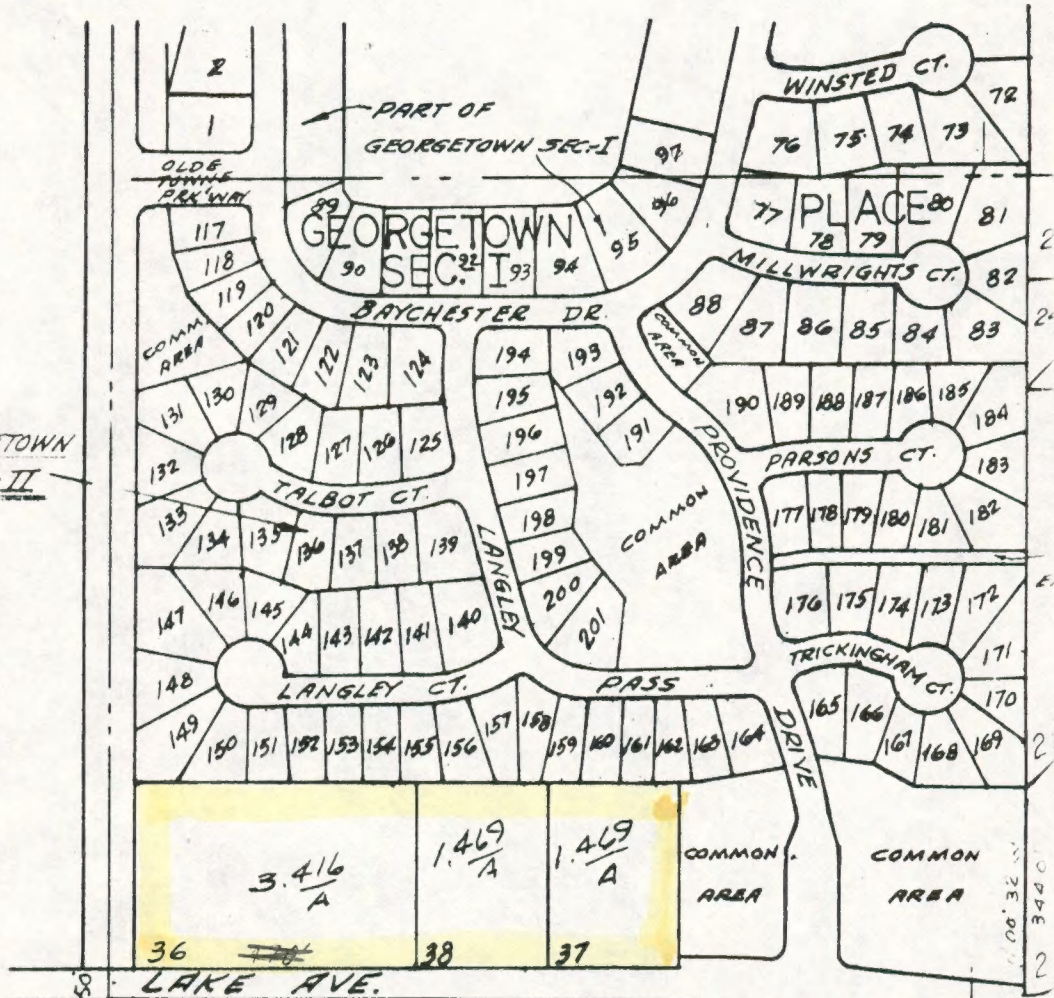 2
1
OLDE
TOWNE
PRK'WAY
PART OF
GEORGETOWN SEC.-I
WINSTED CT.
72
76 75 74 73
97
96
95
89
GEORGETOWN
SEC. I
90 92 93 94
77 PLACE 80 81
78 79
MILLWRIGHTS CT.
82
88 87 86 85 84 83
BAYCHESTER DR.
117
118
119
120
121
122
123
124
COMM.
AREA
COMMON
AREA
194 193
195
192
196
191
197
198
199
200
201
131 130 129
128 127 126 125
132
TALBOT CT.
TOWN
II
133 134 135 136 137 138 139
LANGLEY
COMMON
AREA
PROVIDENCE
190 189 188 187 186 185
184
PARSONS CT.
183
177 178 179 180 181 182
176 175 174 173 172
TRICKINGHAM CT.
171
170
165 166 167 168 169
147 146 145
144 143 142 141 140
148
LANGLEY CT.
PASS
149 150 151 152 153 154 155 156 157 158 159 160 161 162 163 164
DRIVE
3.416
A
1.469
A
1.469
A
COMMON
AREA
COMMON
AREA
36 38 37
LAKE AVE.
50'